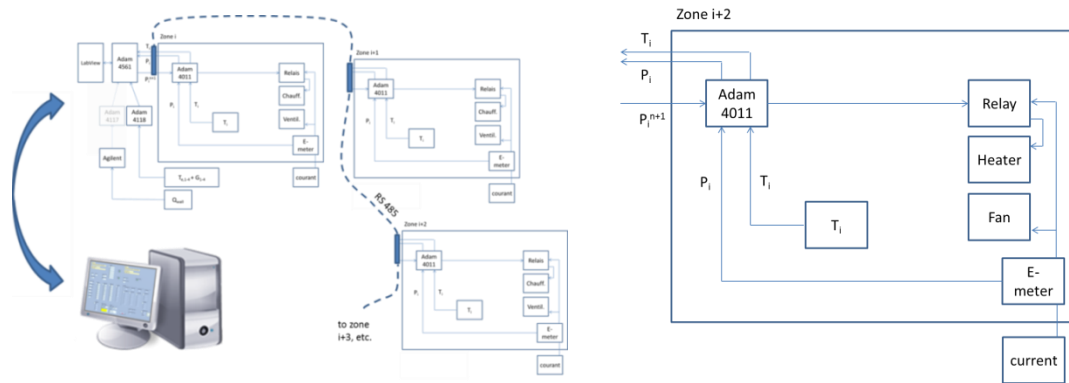 Zone i
LabView
Adam
4561
T
P
Adam
4011
Relais
Chauff.
Ventil.
P
T
T
E-
meter
courant
Adam
4117
Adam
4118
Agilent
Zone i+1
Adam
4011
Relais
Chauff.
Ventil.
P
T
T
E-
meter
courant
RS 485
Zone i+2
Adam
4011
Relais
Chauff.
Ventil.
P
T
T
E-
meter
courant
to zone
i+3, etc.
Zone i+2
Ti
Pi
Pi^n+1
Adam
4011
Relay
Heater
Fan
Pi
Ti
Ti
E-
meter
current